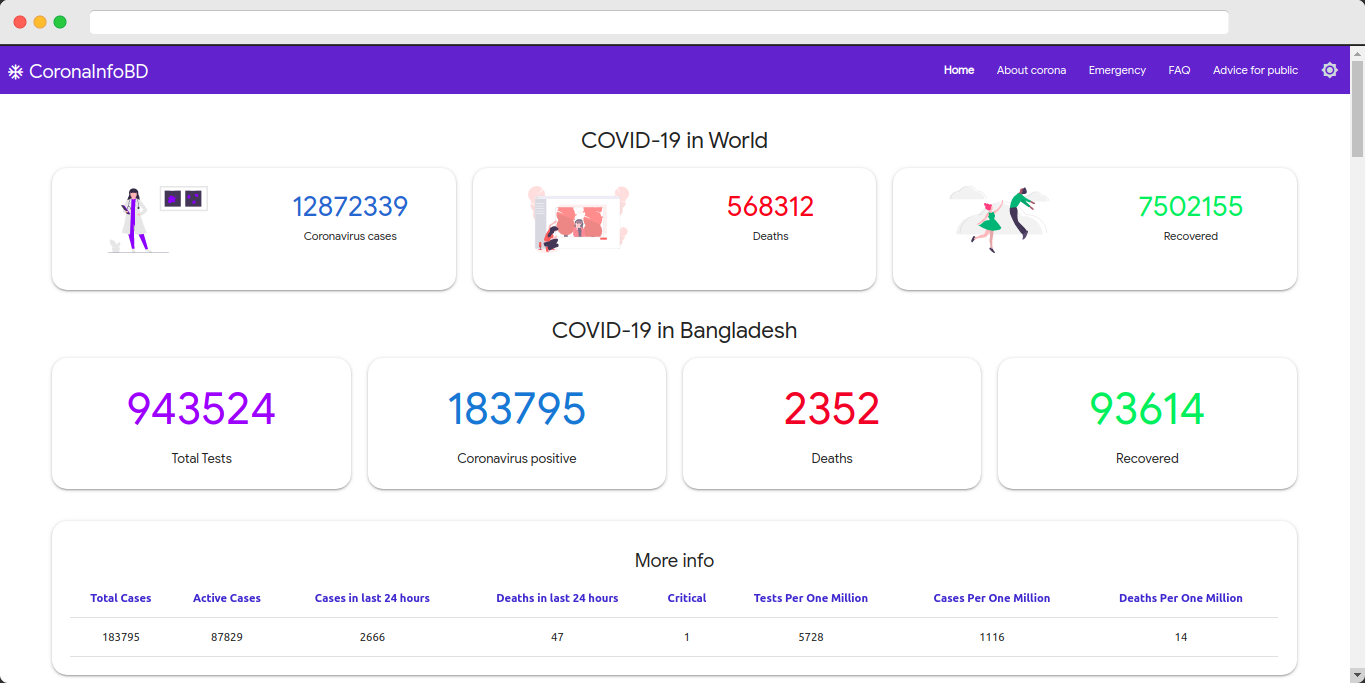 CoronaInfoBD
Home About corona Emergency FAQ Advice for public
COVID-19 in World
12872339 568312 7502155
Coronavirus cases Deaths Recovered
COVID-19 in Bangladesh
943524 183795 2352 93614
Total Tests Coronavirus positive Deaths Recovered
More info
Total Cases Active Cases Cases in last 24 hours Deaths in last 24 hours Critical Tests Per One Million Cases Per One Million Deaths Per One Million
183795 87829 2666 47 1 5728 1116 14